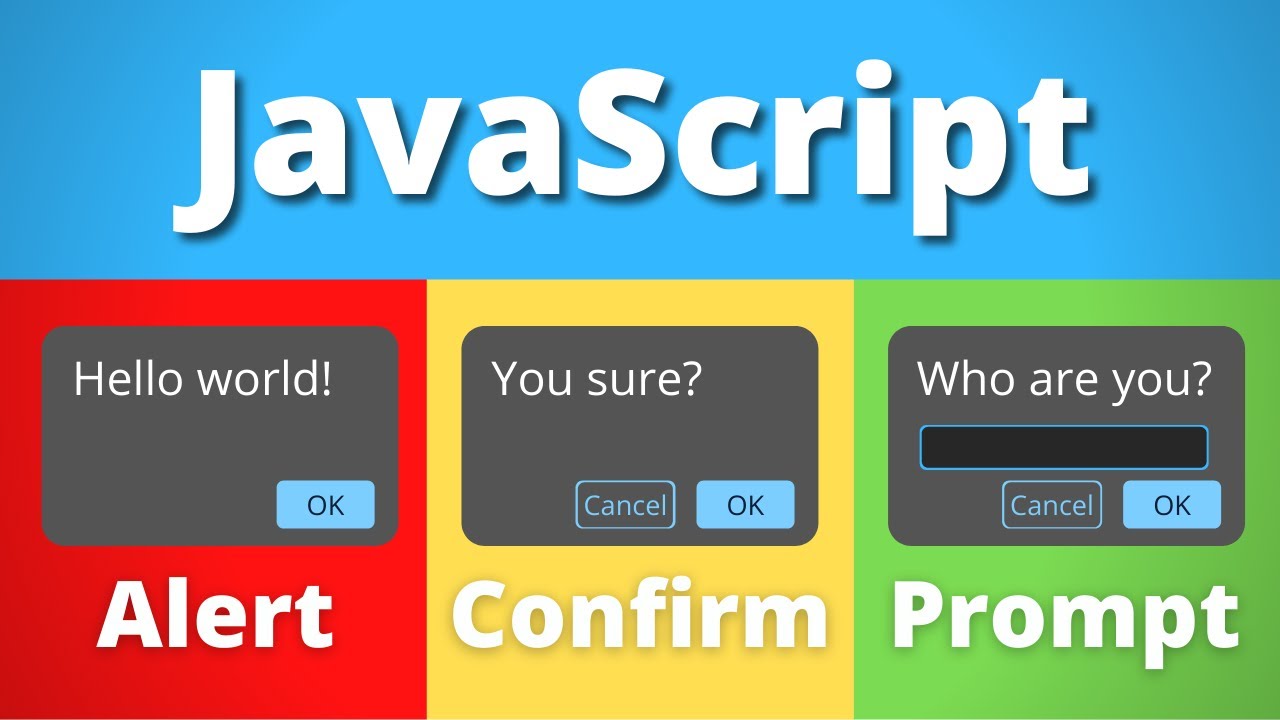 JavaScript
Hello world!
OK
Alert
You sure?
Cancel OK
Confirm
Who are you?
Cancel OK
Prompt